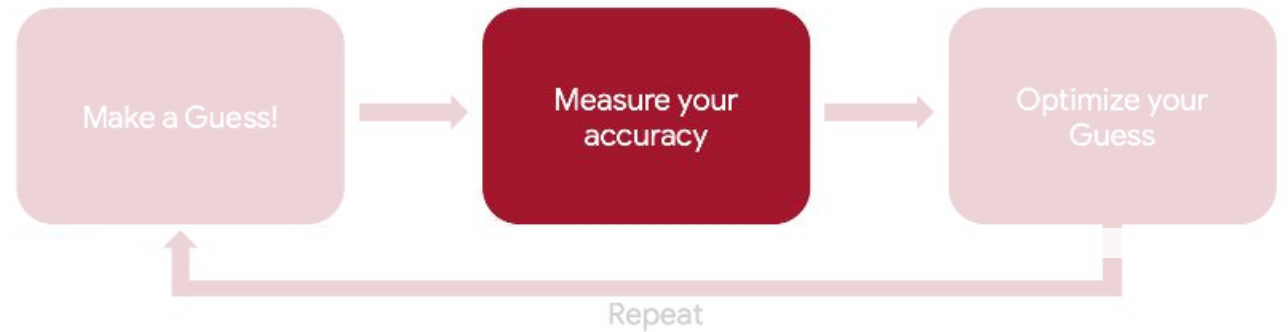 Make a Guess!
Measure your
accuracy
Optimize your
Guess
Repeat